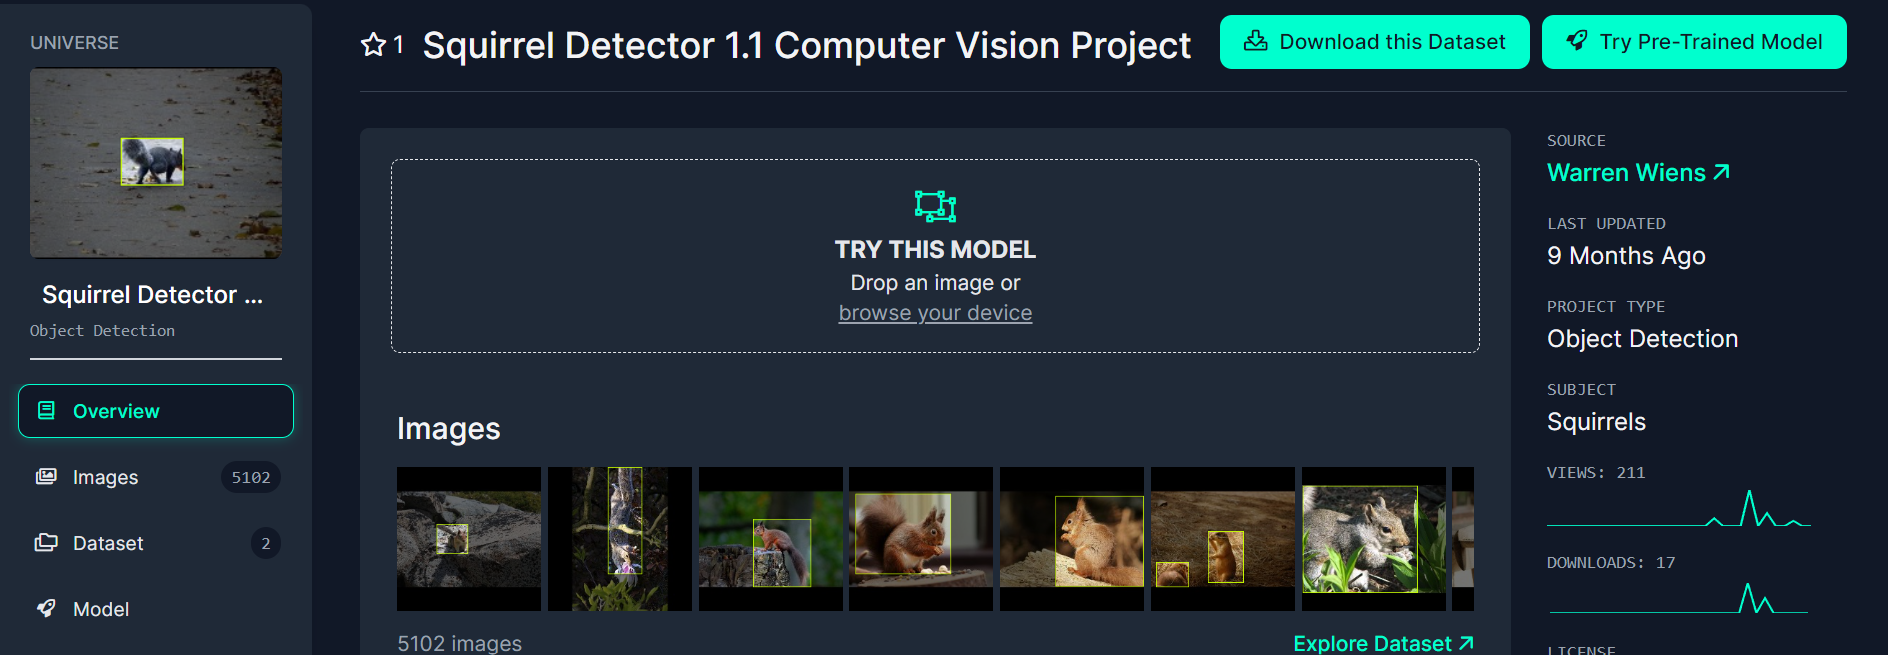 UNIVERSE
Squirrel Detector ...
Object Detection
Overview
Images 5102
Dataset 2
Model
1 Squirrel Detector 1.1 Computer Vision Project
Download this Dataset
Try Pre-Trained Model
TRY THIS MODEL
Drop an image or
browse your device
Images
5102 images
Explore Dataset
SOURCE
Warren Wiens
LAST UPDATED
9 Months Ago
PROJECT TYPE
Object Detection
SUBJECT
Squirrels
VIEWS: 211
DOWNLOADS: 17
LICENSE